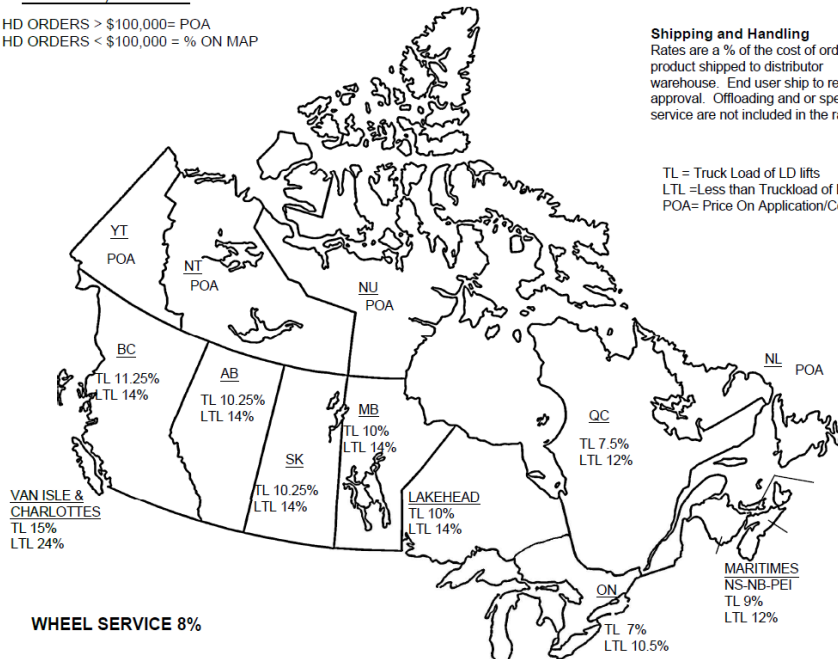 HD ORDERS > $100,000= POA
HD ORDERS < $100,000 = % ON MAP
Shipping and Handling
Rates are a % of the cost of
product shipped to distributor
warehouse. End user ship to
approval. Offloading and or
service are not included in the
TL = Truck Load of LD lifts
LTL =Less than Truckload of
POA= Price On
YT
POA
NT
POA
NU
POA
BC
TL 11.25%
LTL 14%
AB
TL 10.25%
LTL 14%
SK
TL 10.25%
LTL 14%
MB
TL 10%
LTL 14%
LAKEHEAD
TL 10%
LTL 14%
QC
TL 7.5%
LTL 12%
NL POA
VAN ISLE &
CHARLOTTES
TL 15%
LTL 24%
MARITIMES
NS-NB-PEI
TL 9%
LTL 12%
ON
TL 7%
LTL 10.5%
WHEEL SERVICE 8%